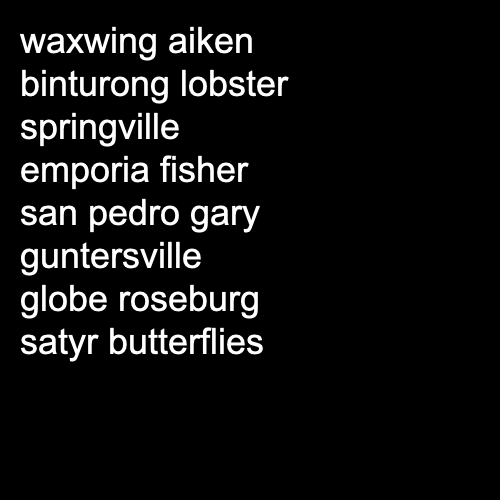 waxwing aiken
binturong lobster
springville
emporia fisher
san pedro gary
guntersville
globe roseburg
satyr butterflies